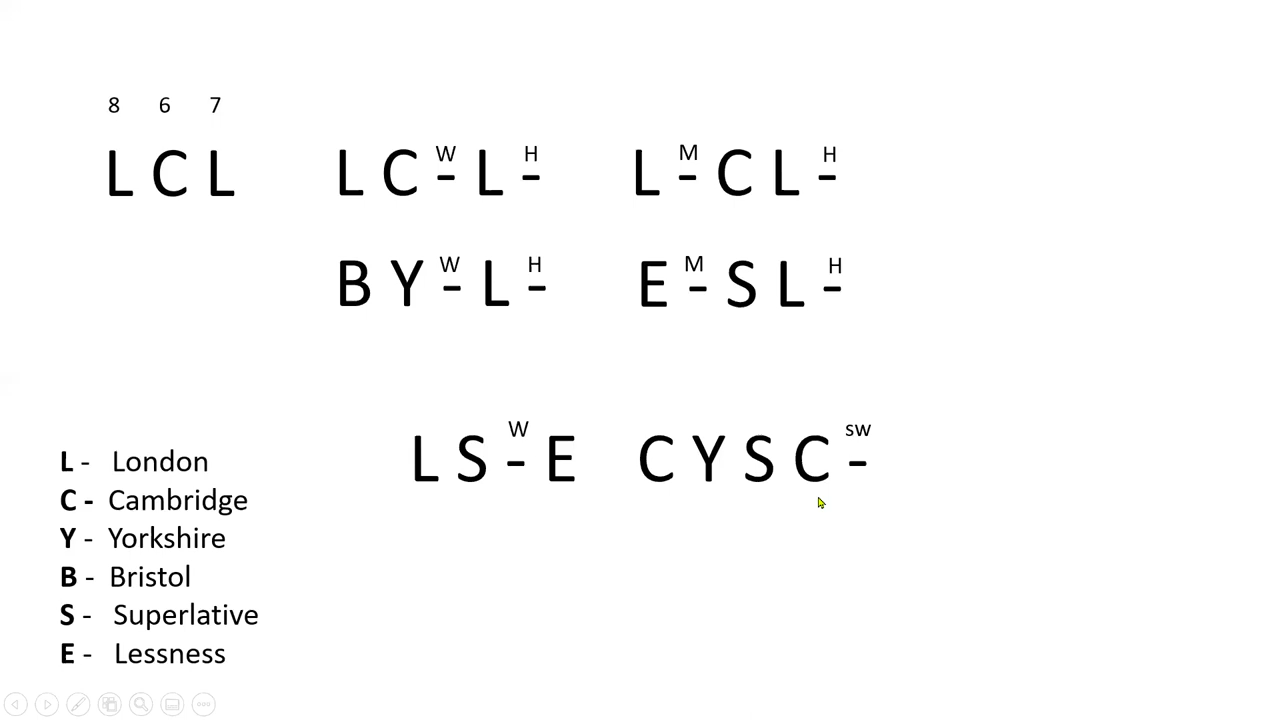 8 6 7
W H M H
L C L L C - L - L - C L -
W H M H
B Y - L - E - S L -
W sw
L S - E C Y S C -
L - London
C - Cambridge
Y - Yorkshire
B - Bristol
S - Superlative
E - Lessness